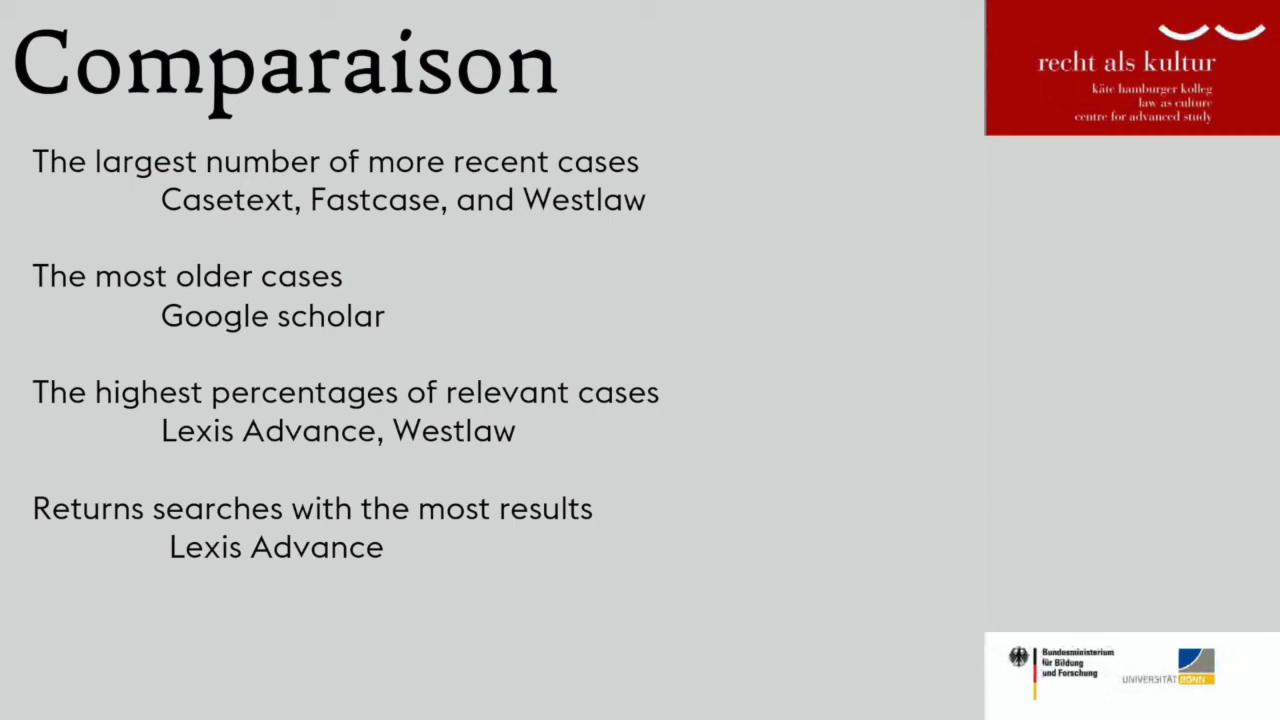 Comparaison
The largest number of more recent cases
Casetext, Fastcase, and Westlaw
The most older cases
Google scholar
The highest percentages of relevant cases
Lexis Advance, Westlaw
Returns searches with the most results
Lexis Advance
recht als kultur
käte hamburger kolleg
law as culture
centre for advanced study
Bundesministerium
für Bildung
und Forschung
UNIVERSITÄT BONN